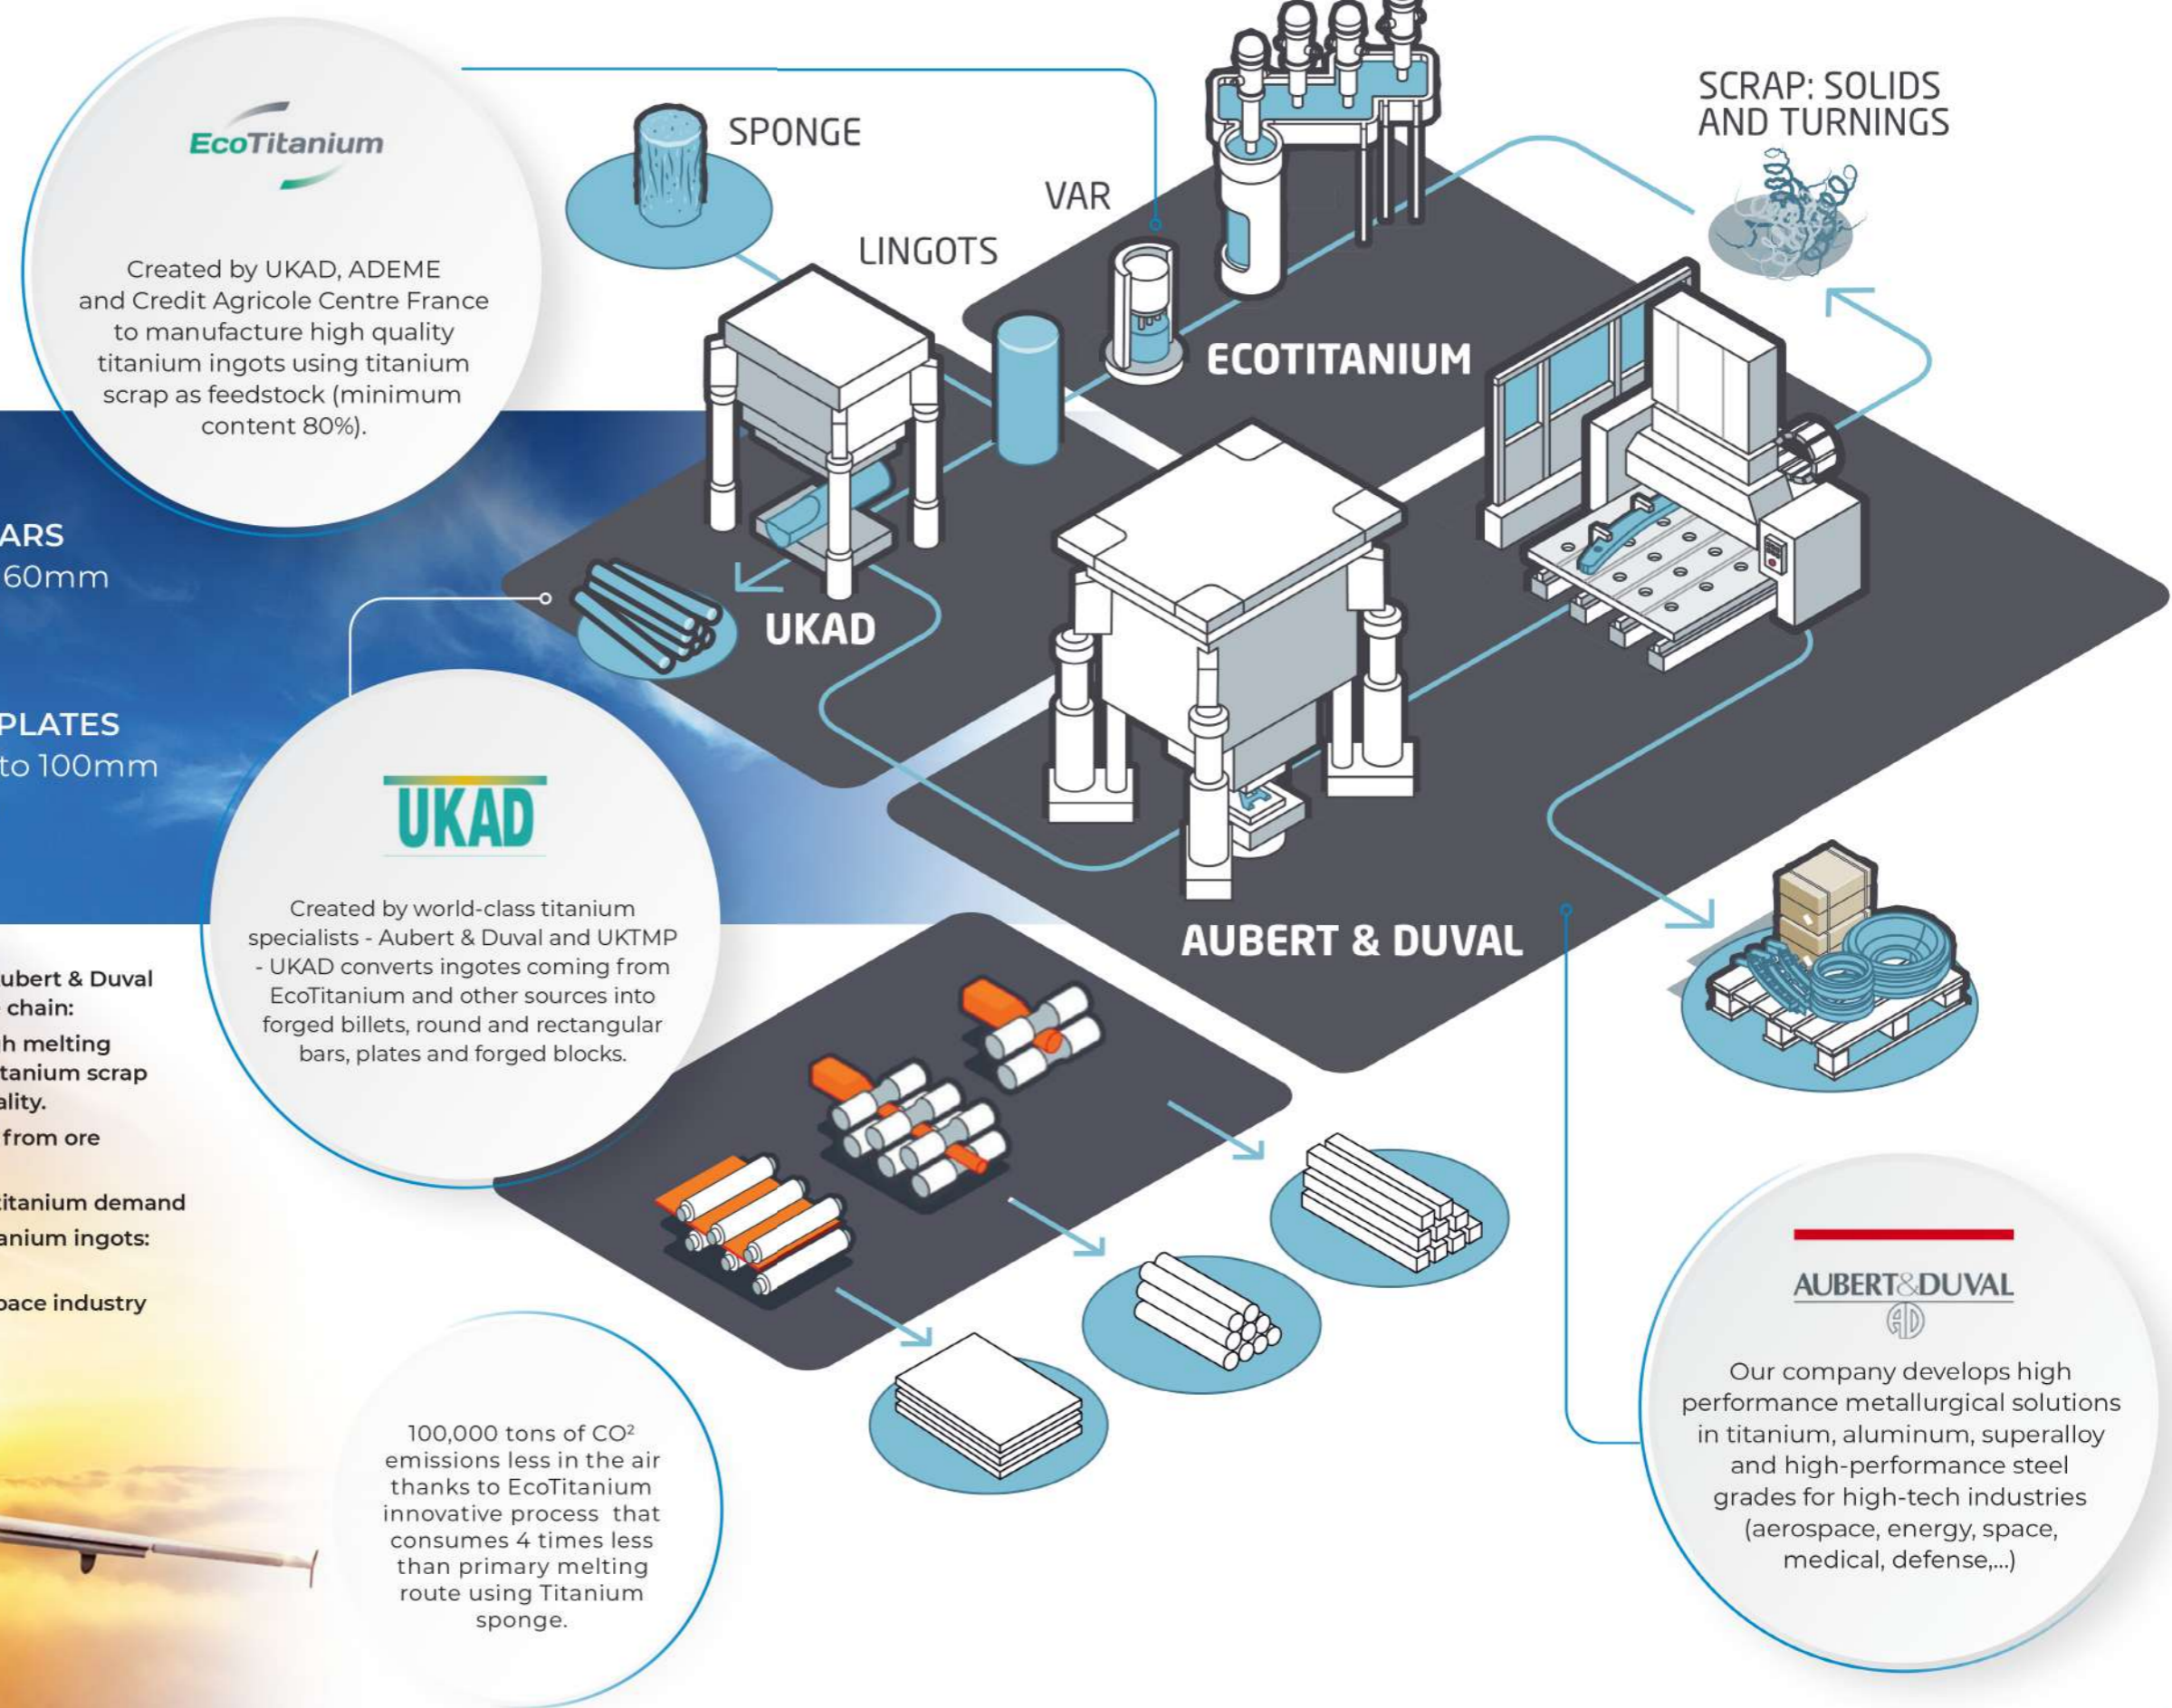 EcoTitanium
Created by UKAD, ADEME
and Credit Agricole Centre France
to manufacture high quality
titanium ingots using titanium
scrap as feedstock (minimum
content 80%).
SPONGE
LINGOTS
VAR
SCRAP: SOLIDS
AND TURNINGS
ECOTITANIUM
UKAD
AUBERT & DUVAL
60mm
PLATES
to 100mm
UKAD
Created by world-class titanium
specialists - Aubert & Duval and UKTMP
- UKAD converts ingotes coming from
EcoTitanium and other sources into
forged billets, round and rectangular
bars, plates and forged blocks.
& Duval
chain:
melting
scrap
from ore
demand
ingots:
industry
100,000 tons of CO²
emissions less in the air
thanks to EcoTitanium
innovative process that
consumes 4 times less
than primary melting
route using Titanium
sponge.
AUBERT&DUVAL
AD
Our company develops high
performance metallurgical solutions
in titanium, aluminum, superalloy
and high-performance steel
grades for high-tech industries
(aerospace, energy, space,
medical, defense,...)